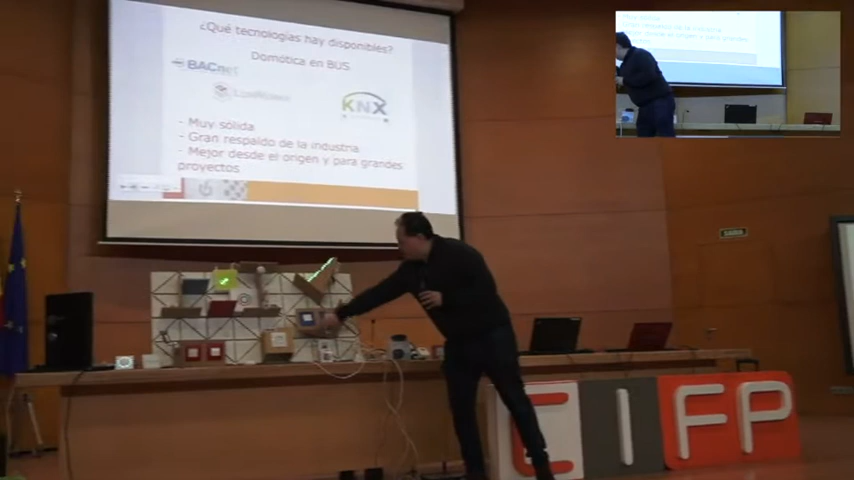 ¿Qué tecnologías hay disponibles?
Domótica en BUS
BACnet
LonWorks
KNX
- Muy sólida
- Gran respaldo de la industria
- Mejor desde el origen y para grandes
proyectos
SALIDA
CIFP